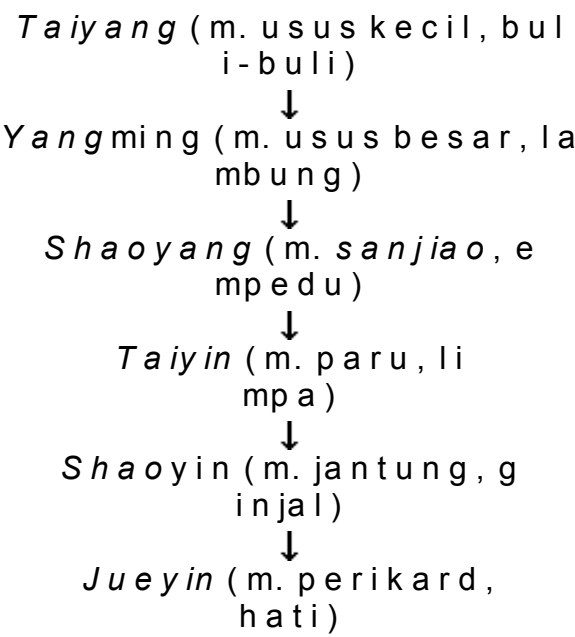 Taiyang (m. usus kecil, bul
i-buli)
↓
Yangming (m. usus besar, la
mbung)
↓
Shaoyang (m. sanjiao, e
mpedu)
↓
Taiyin (m. paru, li
mpa)
↓
Shaoyin (m. jantung, g
injal)
↓
Jueyin (m. perikard,
hati)